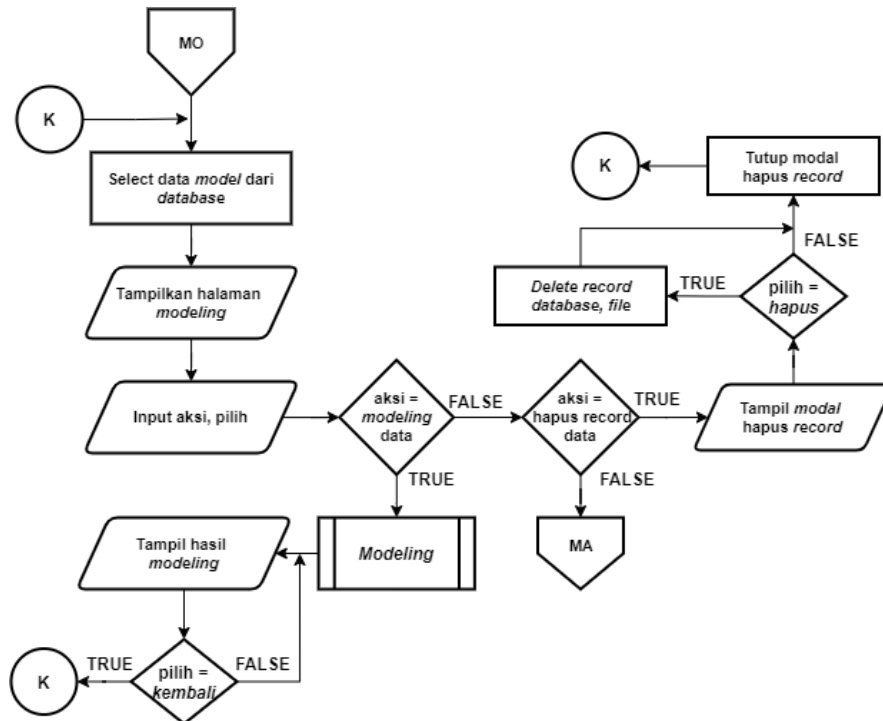 MO
K
Select data model dari
database
Tampilkan halaman
modeling
Input aksi, pilih
aksi =
modeling
data
FALSE
TRUE
aksi =
hapus record
data
TRUE
FALSE
MA
Tampil modal
hapus record
pilih =
hapus
TRUE
FALSE
Delete record
database, file
Tutup modal
hapus record
K
Modeling
Tampil hasil
modeling
pilih =
kembali
TRUE
FALSE
K